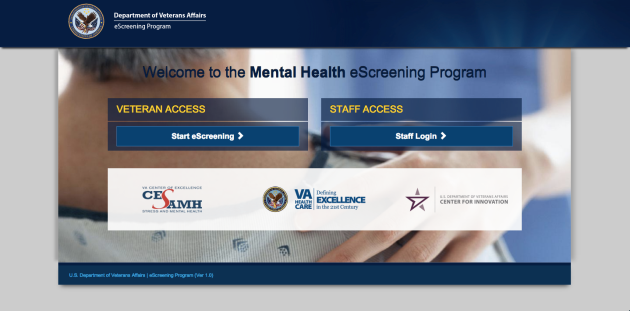 Department of Veterans Affairs
eScreening Program
Welcome to the Mental Health eScreening Program
VETERAN ACCESS
Start eScreening
STAFF ACCESS
Staff Login
VA CENTER OF EXCELLENCE
CESAMH
STRESS AND MENTAL HEALTH
VA
HEALTH
CARE
Defining
EXCELLENCE
in the 21st Century
U.S. DEPARTMENT OF VETERANS AFFAIRS
CENTER FOR INNOVATION
U.S. Department of Veterans Affairs | eScreening Program (Ver 1.0)